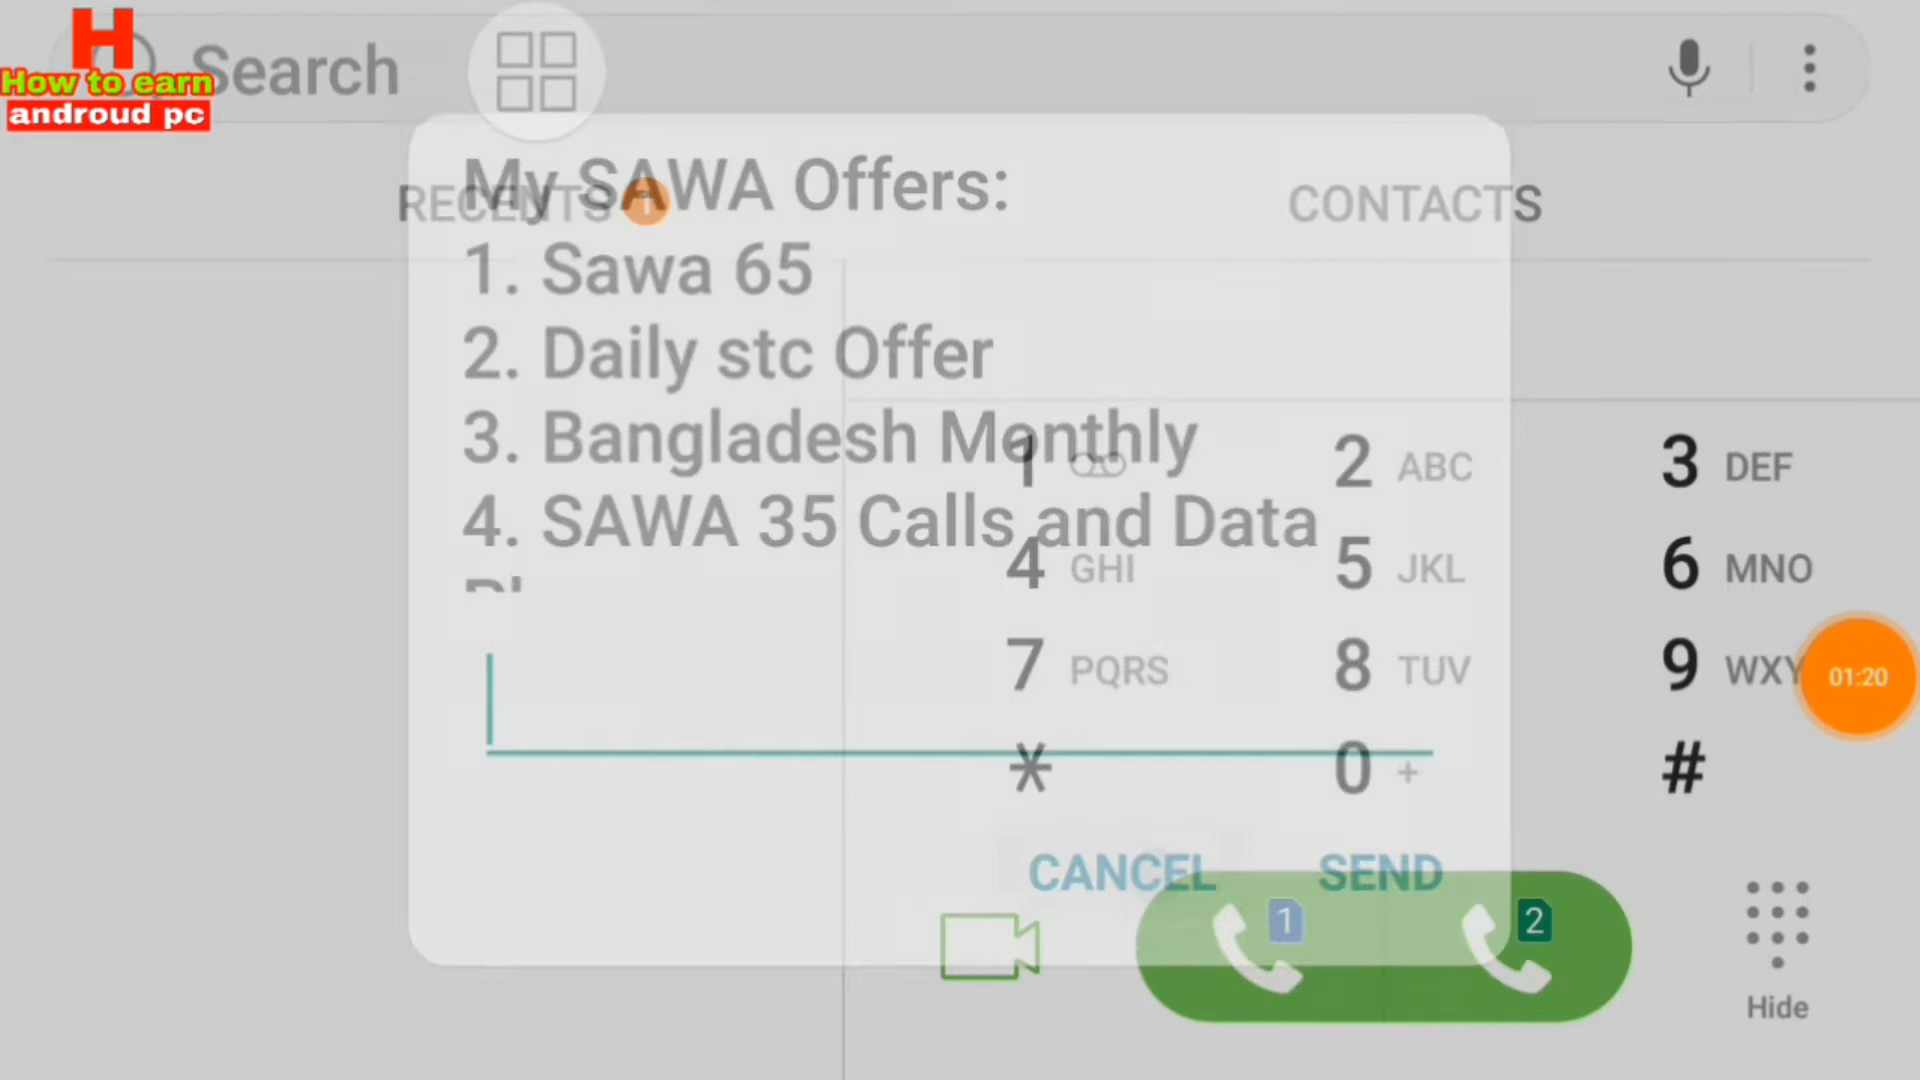 H
How to earn
androud pc
Search
RECENTS 1
CONTACTS
My SAWA Offers:
1. Sawa 65
2. Daily stc Offer
3. Bangladesh Monthly
4. SAWA 35 Calls and Data
1
2 ABC
3 DEF
4 GHI
5 JKL
6 MNO
7 PQRS
8 TUV
9 WXY
01:20
*
0 +
#
CANCEL
SEND
1
2
Hide